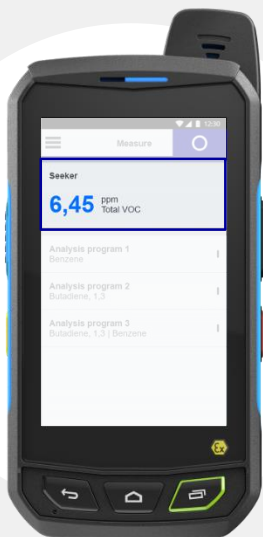 12:30
Measure
Seeker
6,45 ppm
Total VOC
Analysis program 1
Benzene
Analysis program 2
Butadiene, 1,3
Analysis program 3
Butadiene, 1,3 | Benzene
Ex